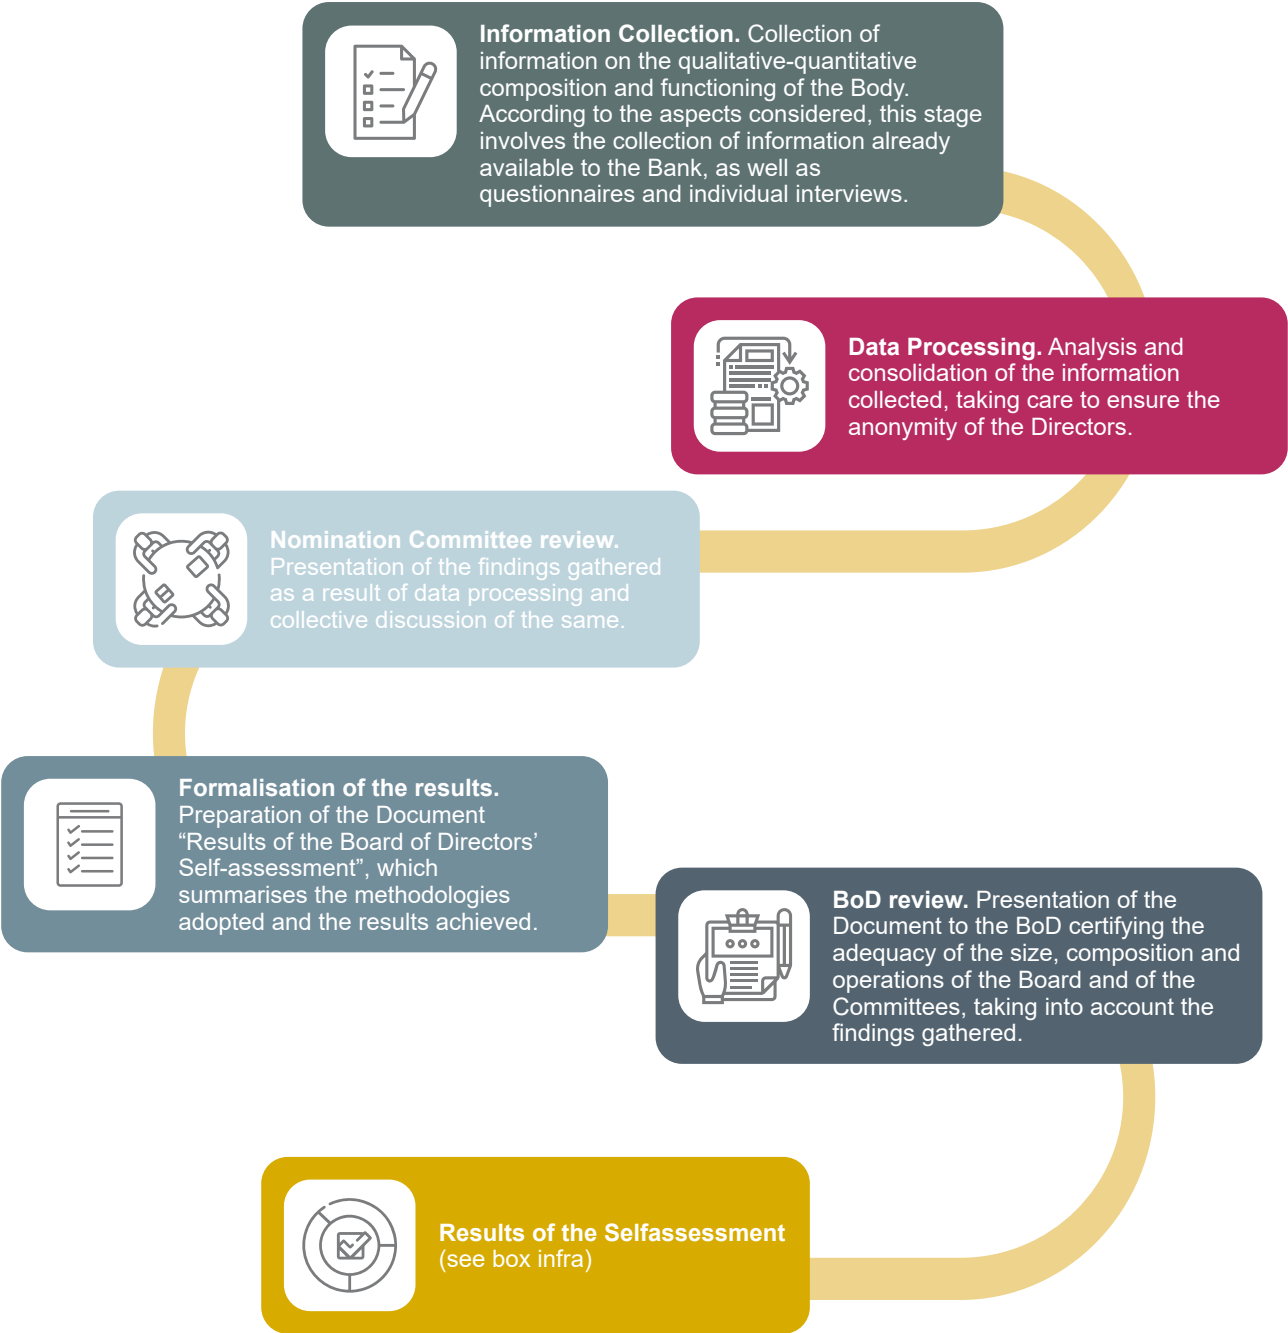 Information Collection. Collection of
information on the qualitative-quantitative
composition and functioning of the Body.
According to the aspects considered, this stage
involves the collection of information already
available to the Bank, as well as
questionnaires and individual interviews.
Data Processing. Analysis and
consolidation of the information
collected, taking care to ensure the
anonymity of the Directors.
Nomination Committee review.
Presentation of the findings gathered
as a result of data processing and
collective discussion of the same.
Formalisation of the results.
Preparation of the Document
“Results of the Board of Directors’
Self-assessment”, which
summarises the methodologies
adopted and the results achieved.
BoD review. Presentation of the
Document to the BoD certifying the
adequacy of the size, composition and
operations of the Board and of the
Committees, taking into account the
findings gathered.
Results of the Selfassessment
(see box infra)